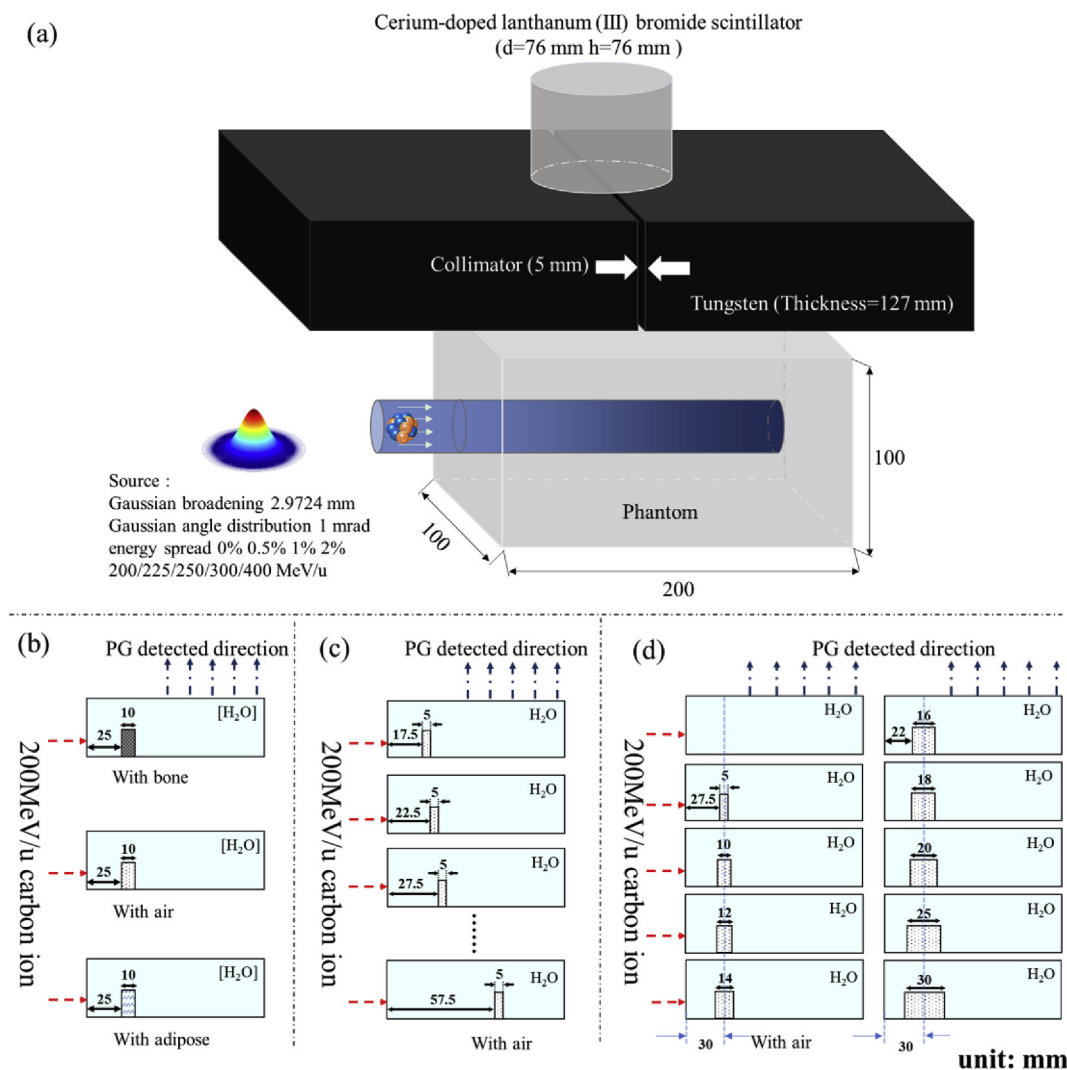 (a)
Cerium-doped lanthanum (III) bromide scintillator
(d=76 mm h=76 mm )
Collimator (5 mm)
Tungsten (Thickness=127 mm)
Source :
Gaussian broadening 2.9724 mm
Gaussian angle distribution 1 mrad
energy spread 0% 0.5% 1% 2%
200/225/250/300/400 MeV/u
Phantom
100
100
200
(b)
PG detected direction
200MeV/u carbon ion
10
[H₂O]
25
With bone
10
[H₂O]
25
With air
10
[H₂O]
25
With adipose
(c)
PG detected direction
200MeV/u carbon ion
5
H₂O
17.5
5
H₂O
22.5
5
H₂O
27.5
5
H₂O
57.5
With air
(d)
PG detected direction
200MeV/u carbon ion
H₂O
5
H₂O
27.5
10
H₂O
12
H₂O
14
H₂O
30
With air
16
H₂O
22
18
H₂O
20
H₂O
25
H₂O
30
H₂O
30
unit: mm